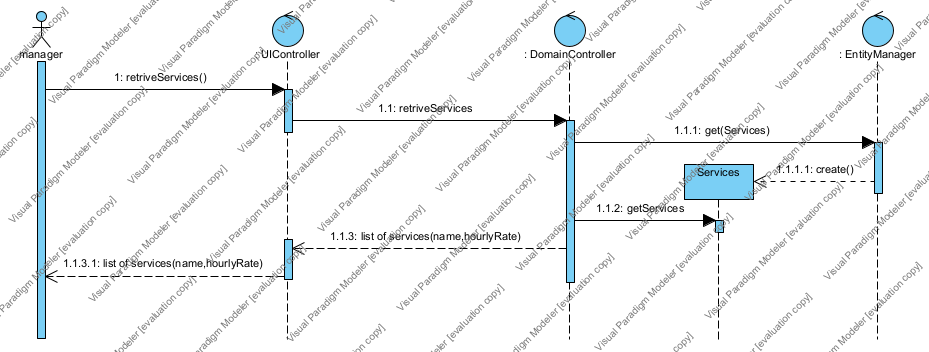 manager
UIController
: DomainController
: EntityManager
1: retriveServices()
1.1: retriveServices
1.1.1: get(Services)
Services
1.1.1.1: create()
1.1.2: getServices
1.1.3: list of services(name,hourlyRate)
1.1.3.1: list of services(name,hourlyRate)
Visual Paradigm Modeler [evaluation copy]